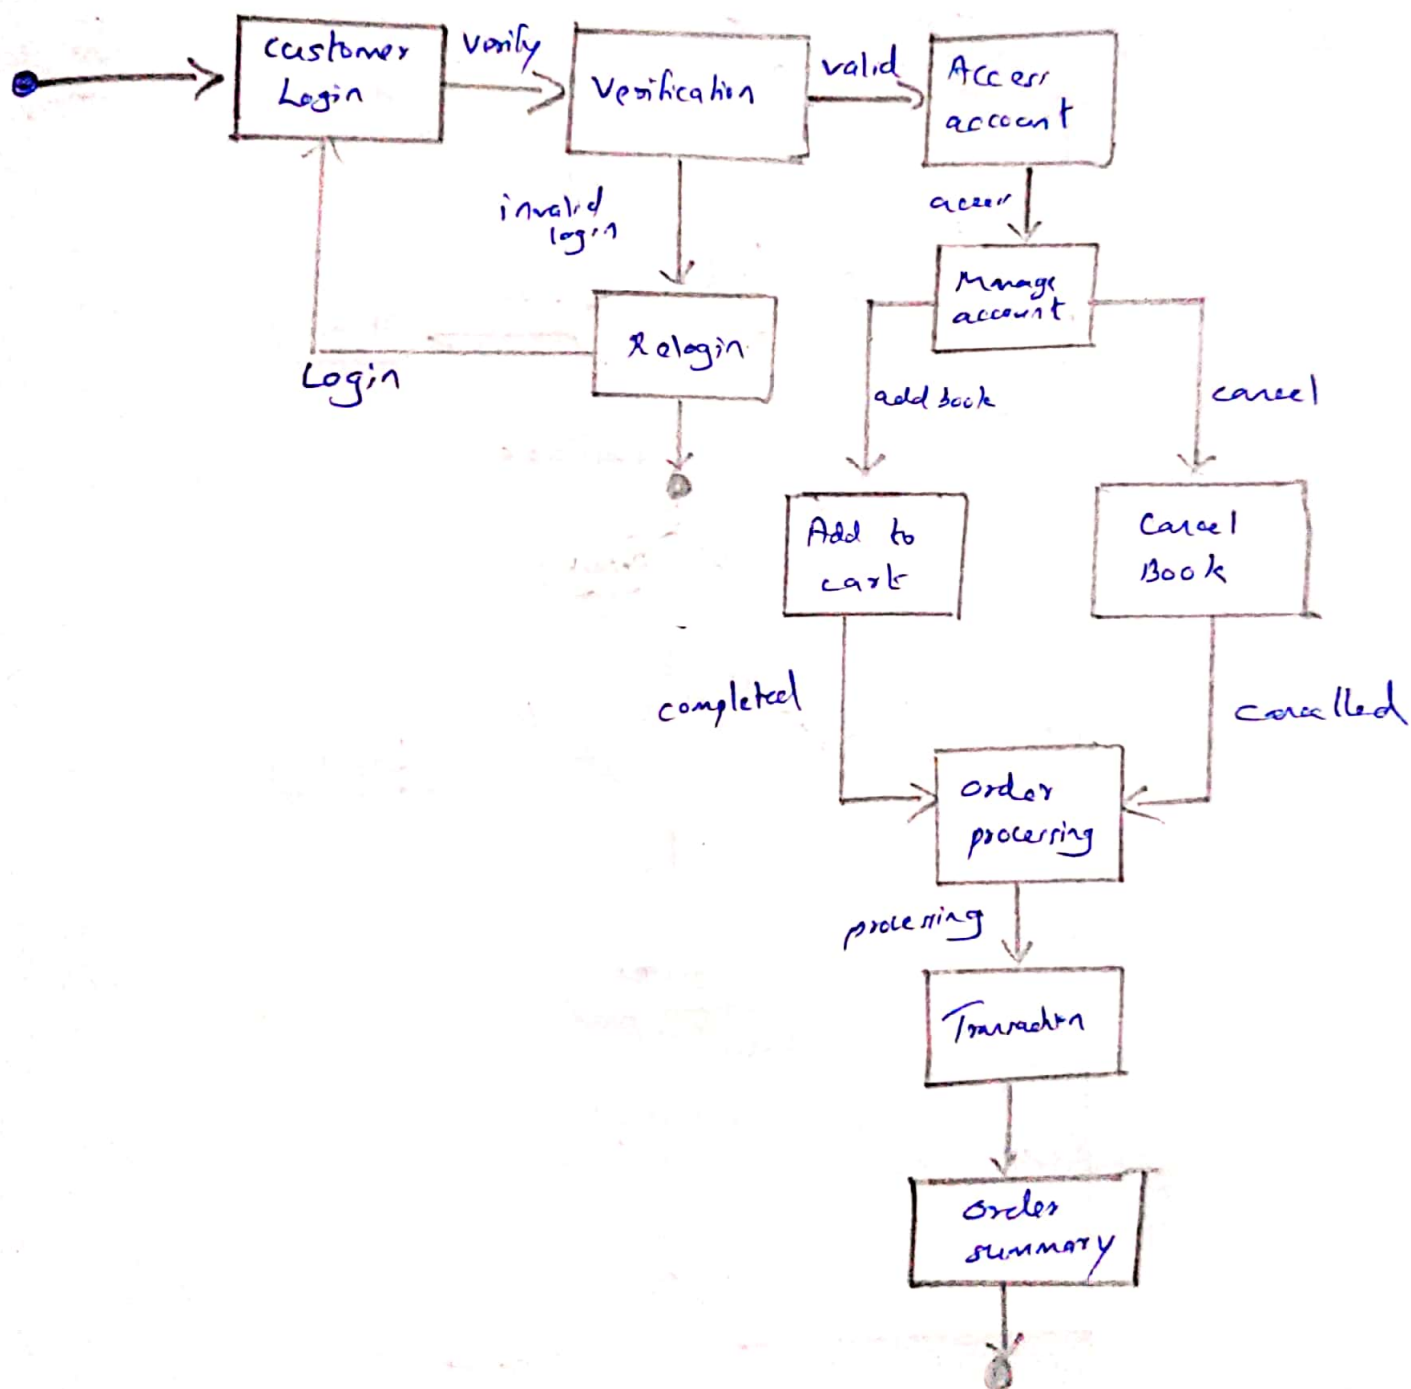 Customer
Login
verify
Verification
valid
Access
account
invalid
login
access
Manage
account
Relogin
Login
add book
cancel
Add to
cart
Cancel
Book
completed
cancelled
Order
processing
processing
Transaction
Order
summary